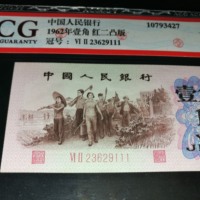 CG
GUARANTY
中国人民银行
1962年壹角 红二凸版
冠号: VI II 23629111
10793427
中国人民银行
VI II 23629111
壹